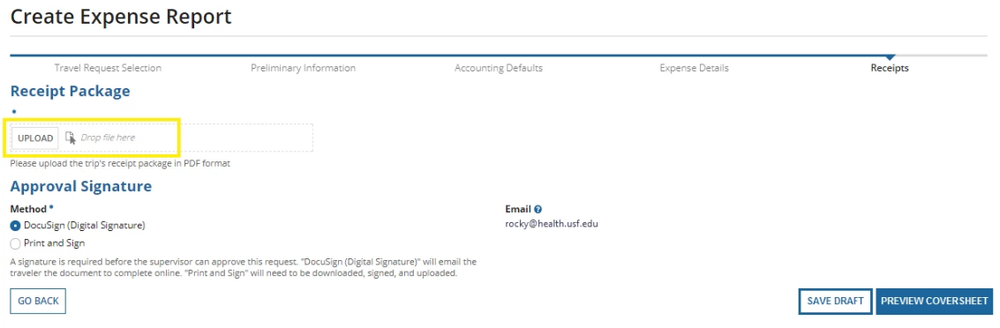 Create Expense Report
Travel Request Selection
Preliminary Information
Accounting Defaults
Expense Details
Receipts
Receipt Package
*
UPLOAD Drop file here
Please upload the trip's receipt package in PDF format
Approval Signature
Method *
Email ?
DocuSign (Digital Signature)
rocky@health.usf.edu
Print and Sign
A signature is required before the supervisor can approve this request. "DocuSign (Digital Signature)" will email the
traveler the document to complete online. "Print and Sign" will need to be downloaded, signed, and uploaded.
GO BACK
SAVE DRAFT
PREVIEW COVERSHEET